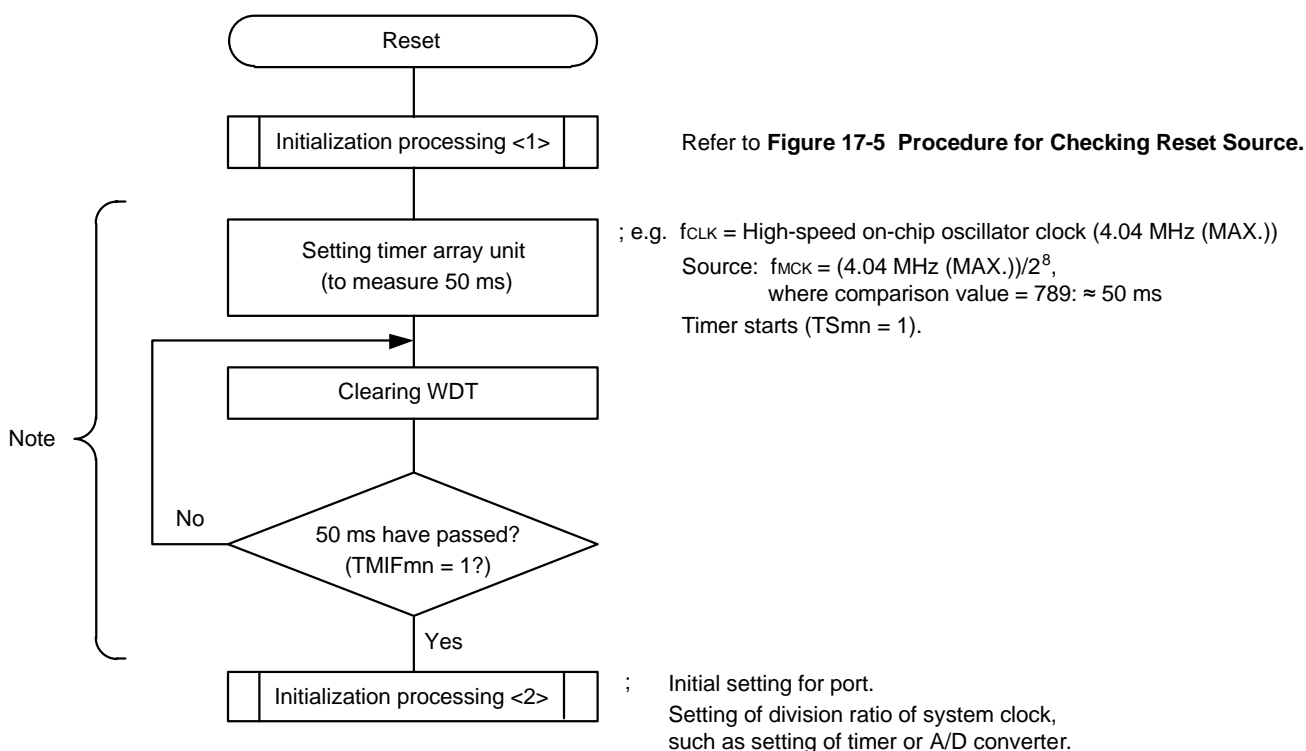 Reset
Initialization processing <1>
Refer to Figure 17-5 Procedure for Checking Reset Source.
Setting timer array unit
(to measure 50 ms)
; e.g. fCLK = High-speed on-chip oscillator clock (4.04 MHz (MAX.))
Source: fMCK = (4.04 MHz (MAX.))/2⁸,
where comparison value = 789: ≈ 50 ms
Timer starts (TSmn = 1).
Clearing WDT
Note
No
50 ms have passed?
(TMIFmn = 1?)
Yes
Initialization processing <2>
; Initial setting for port.
Setting of division ratio of system clock,
such as setting of timer or A/D converter.